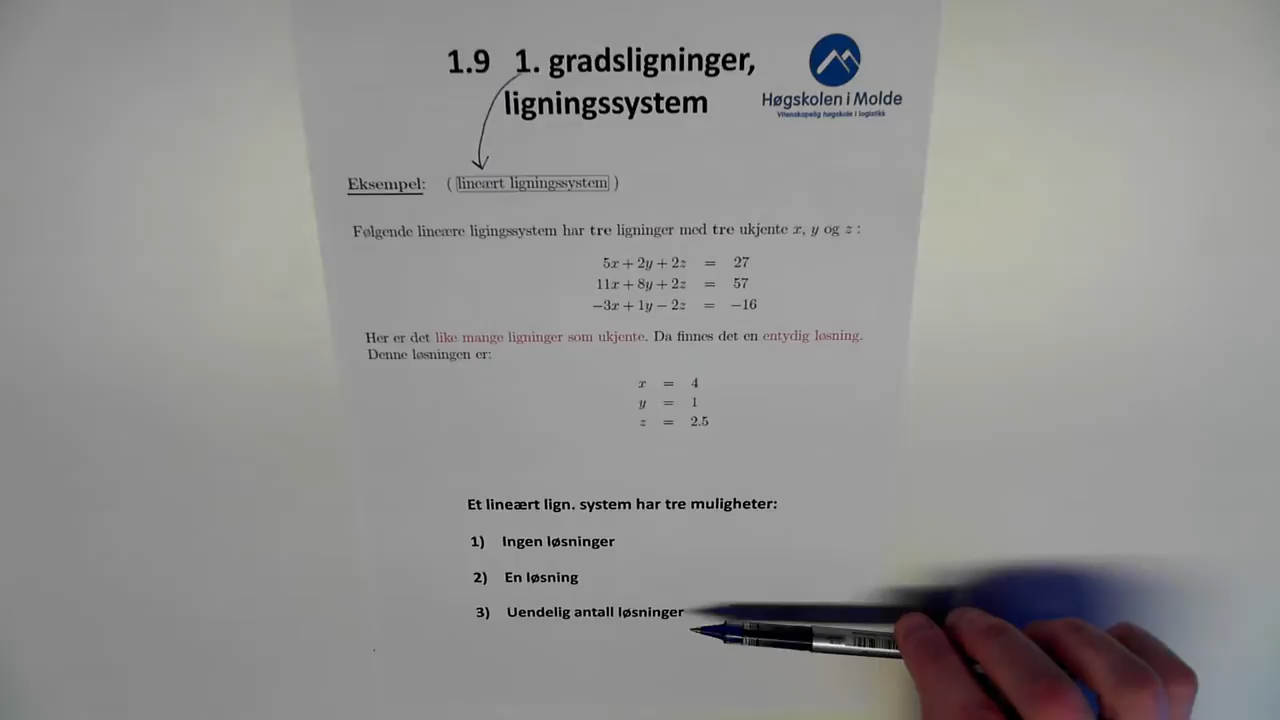 1.9 1. gradsligninger,
ligningssystem
Høgskolen i Molde
Vitenskapelig høgskole i logistikk
Eksempel: ( lineært ligningssystem )
Følgende lineære ligingssystem har tre ligninger med tre ukjente x, y og z :
5x + 2y + 2z = 27
11x + 8y + 2z = 57
−3x + 1y − 2z = −16
Her er det like mange ligninger som ukjente. Da finnes det en entydig løsning.
Denne løsningen er:
x = 4
y = 1
z = 2.5
Et lineært lign. system har tre muligheter:
1) Ingen løsninger
2) En løsning
3) Uendelig antall løsninger